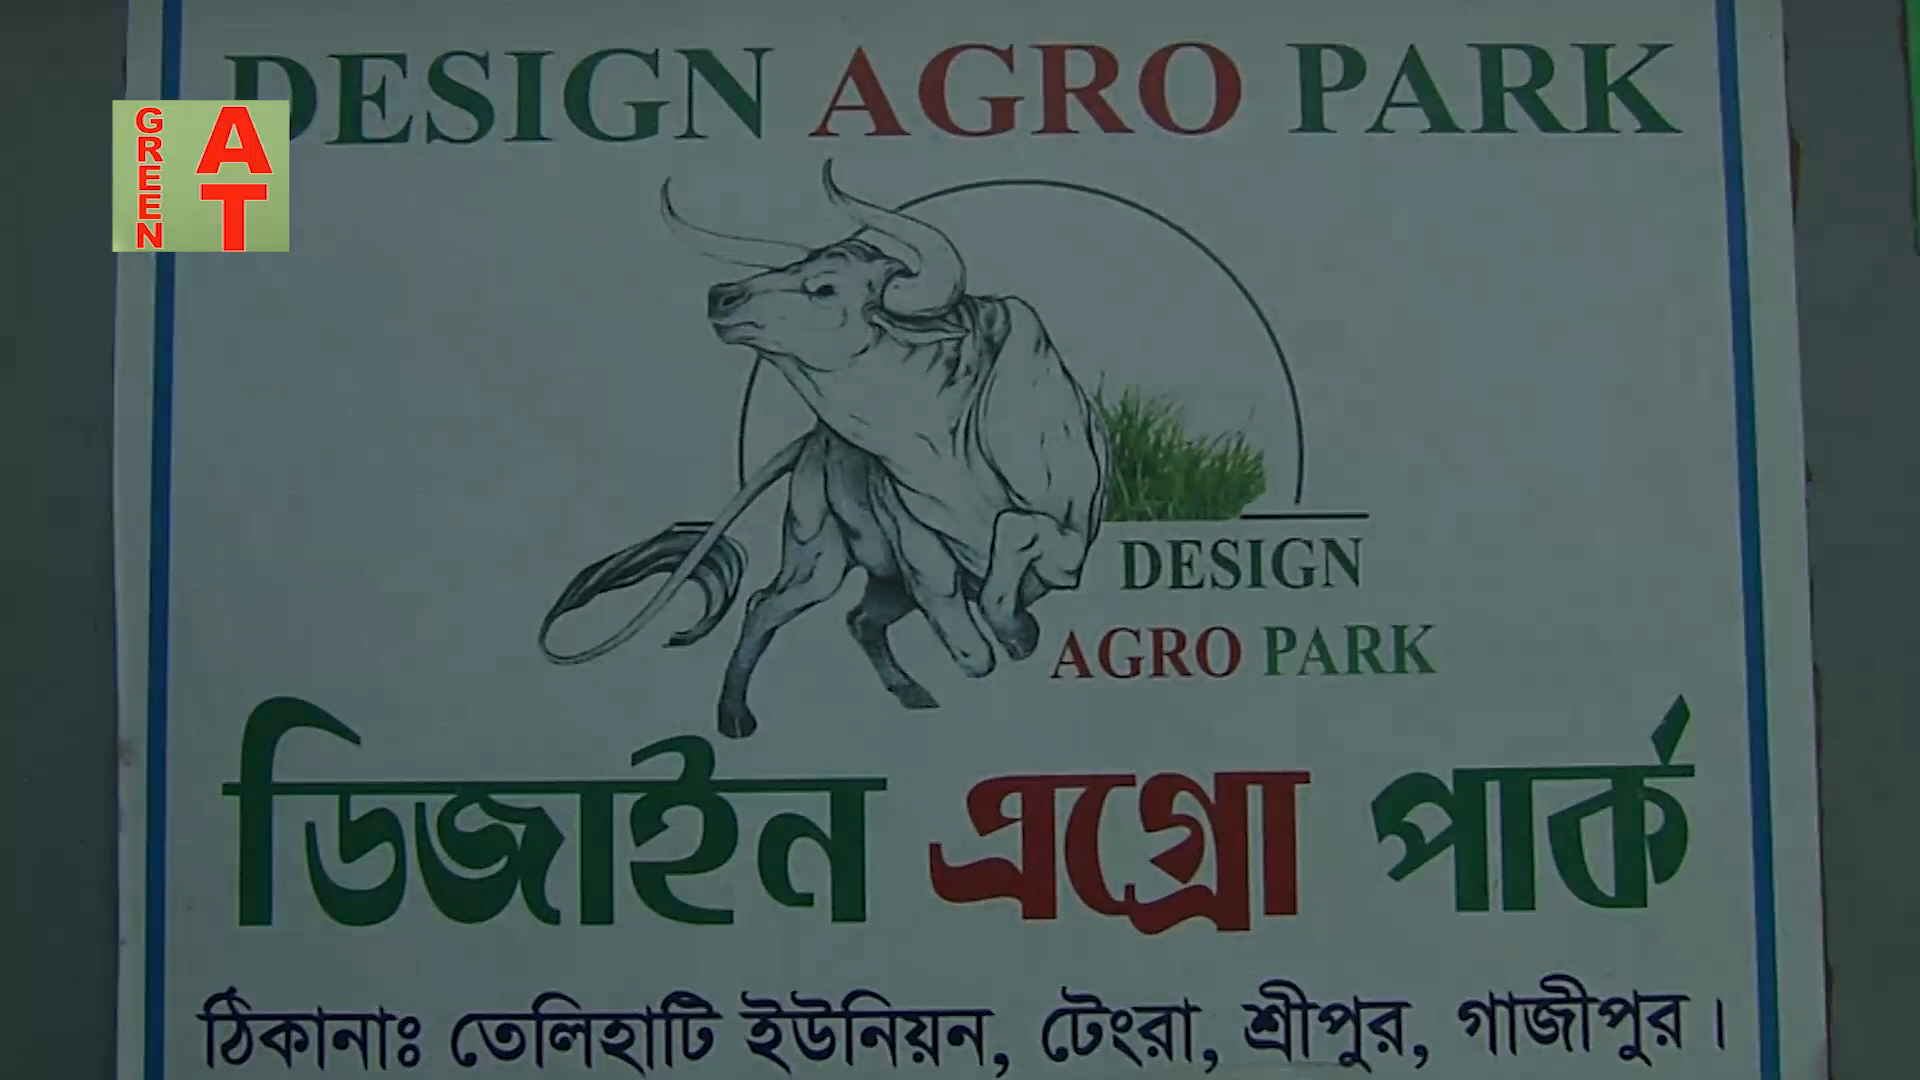 DESIGN AGRO PARK
GREEN
AT
DESIGN
AGRO PARK
ডিজাইন এগ্রো পার্ক
ঠিকানাঃ তেলিহাটি ইউনিয়ন, টেংরা, শ্রীপুর, গাজীপুর।